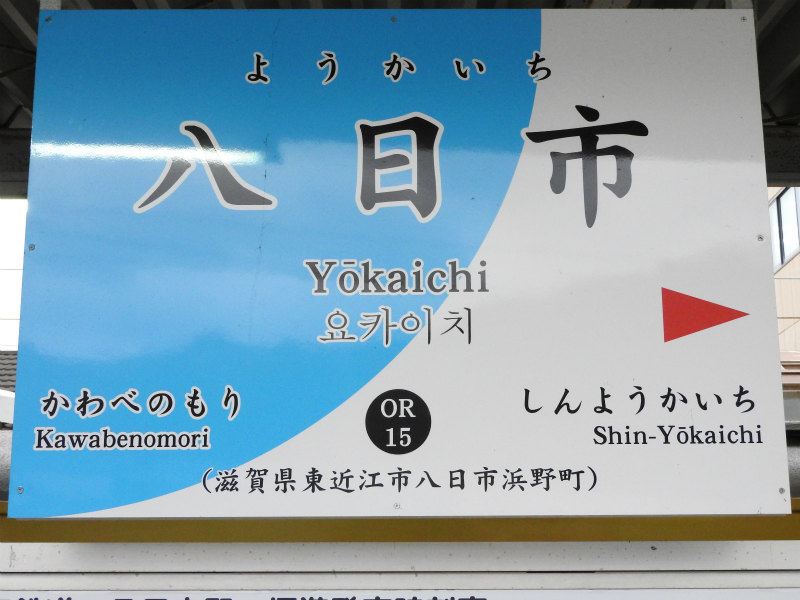 ようかいち
八日市
Yōkaichi
요카이치
かわべのもり
Kawabenomori
OR
15
しんようかいち
Shin-Yōkaichi
(滋賀県東近江市八日市浜野町)